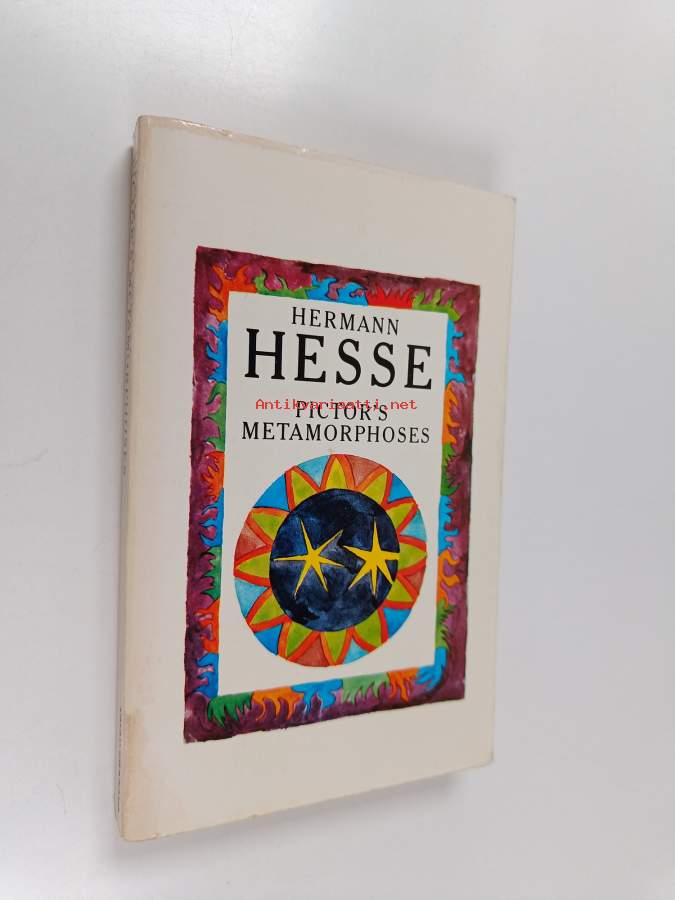 HERMANN
HESSE
Antikvariaatti.net
PICTOR'S
METAMORPHOSES